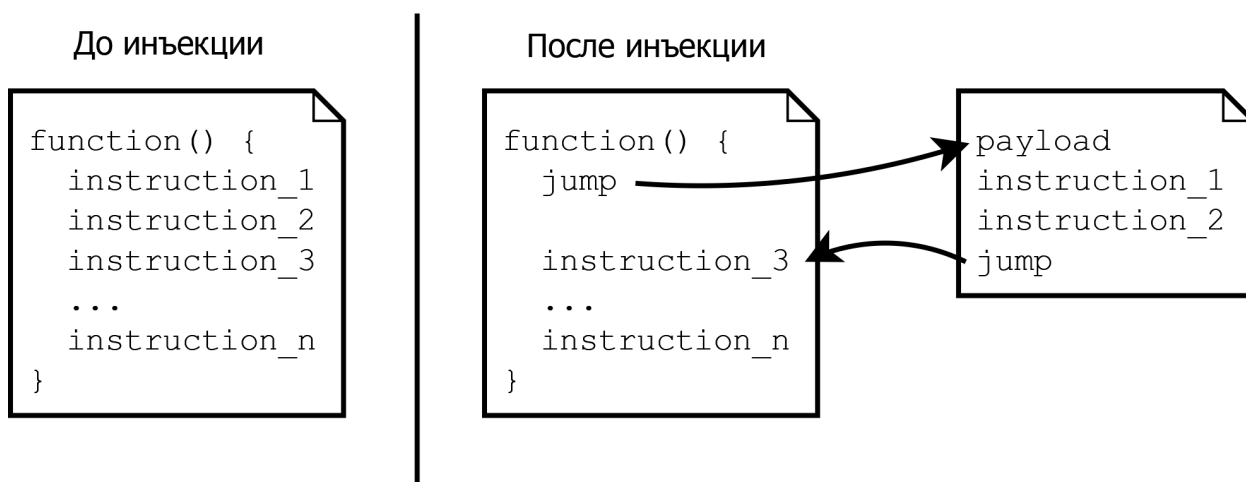 До инъекции
function() {
instruction_1
instruction_2
instruction_3
...
instruction_n
}
После инъекции
function() {
jump
instruction_3
...
instruction_n
}
payload
instruction_1
instruction_2
jump